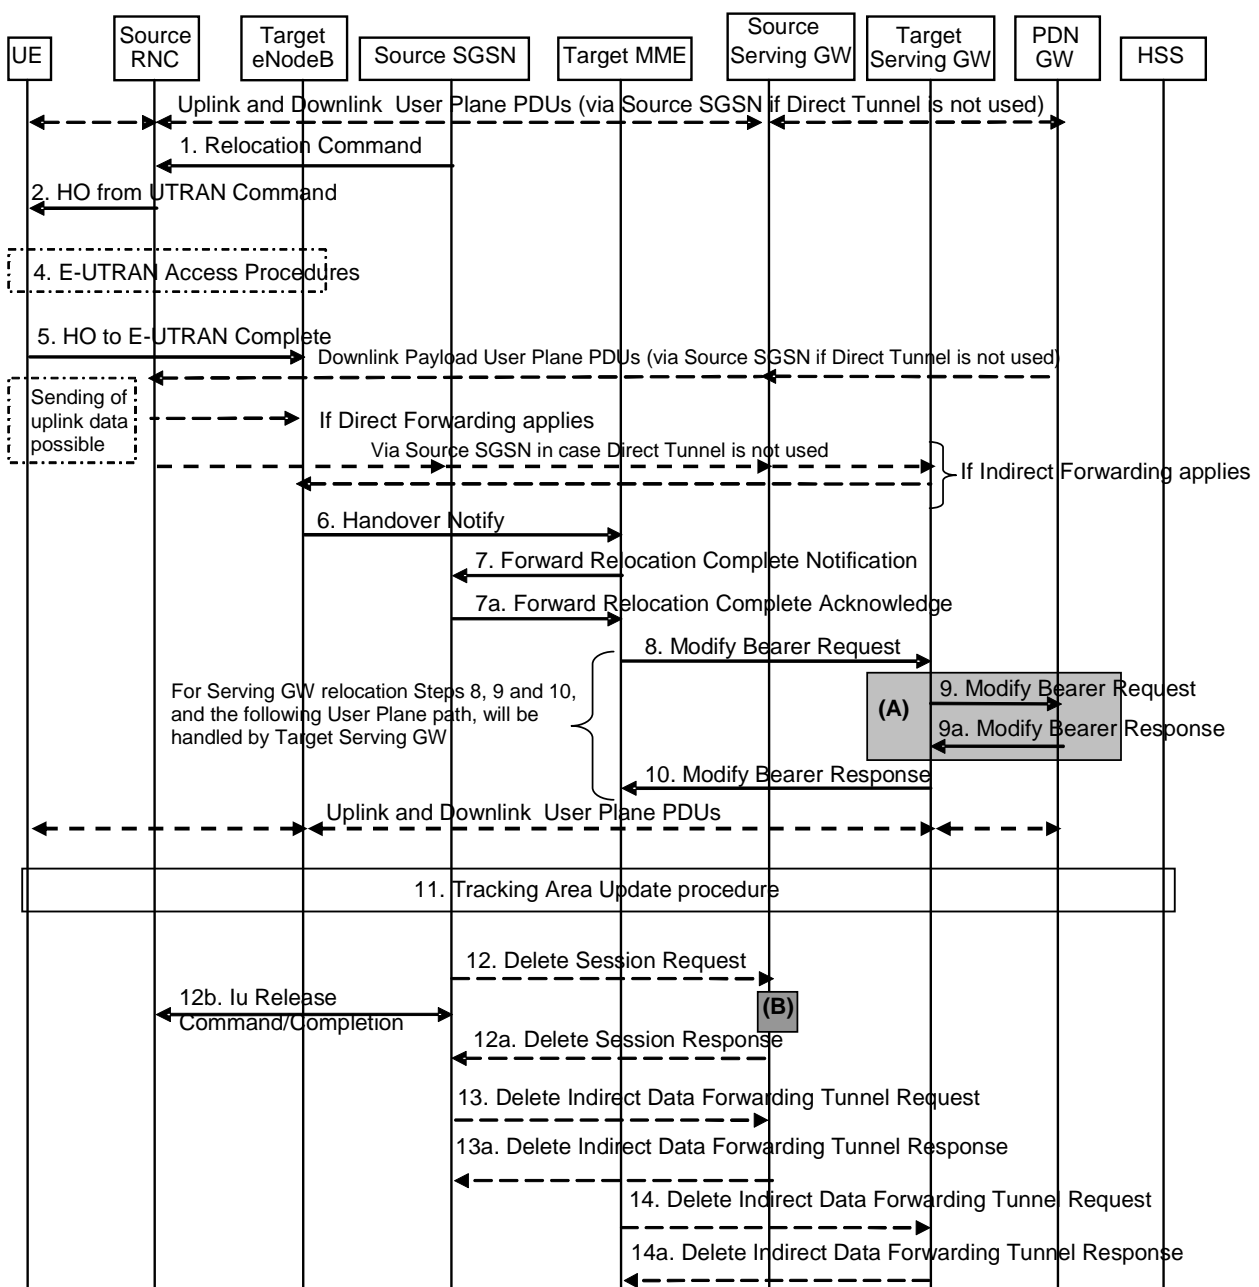 UE
Source
RNC
Target
eNodeB
Source SGSN
Target MME
Source
Serving GW
Target
Serving GW
PDN
GW
HSS
Uplink and Downlink User Plane PDUs (via Source SGSN if Direct Tunnel is not used)
1. Relocation Command
2. HO from UTRAN Command
4. E-UTRAN Access Procedures
5. HO to E-UTRAN Complete
Downlink Payload User Plane PDUs (via Source SGSN if Direct Tunnel is not used)
Sending of
uplink data
possible
If Direct Forwarding applies
Via Source SGSN in case Direct Tunnel is not used
If Indirect Forwarding applies
6. Handover Notify
7. Forward Relocation Complete Notification
7a. Forward Relocation Complete Acknowledge
8. Modify Bearer Request
For Serving GW relocation Steps 8, 9 and 10,
and the following User Plane path, will be
handled by Target Serving GW
(A)
9. Modify Bearer Request
9a. Modify Bearer Response
10. Modify Bearer Response
Uplink and Downlink User Plane PDUs
11. Tracking Area Update procedure
12. Delete Session Request
12b. Iu Release
Command/Completion
(B)
12a. Delete Session Response
13. Delete Indirect Data Forwarding Tunnel Request
13a. Delete Indirect Data Forwarding Tunnel Response
14. Delete Indirect Data Forwarding Tunnel Request
14a. Delete Indirect Data Forwarding Tunnel Response